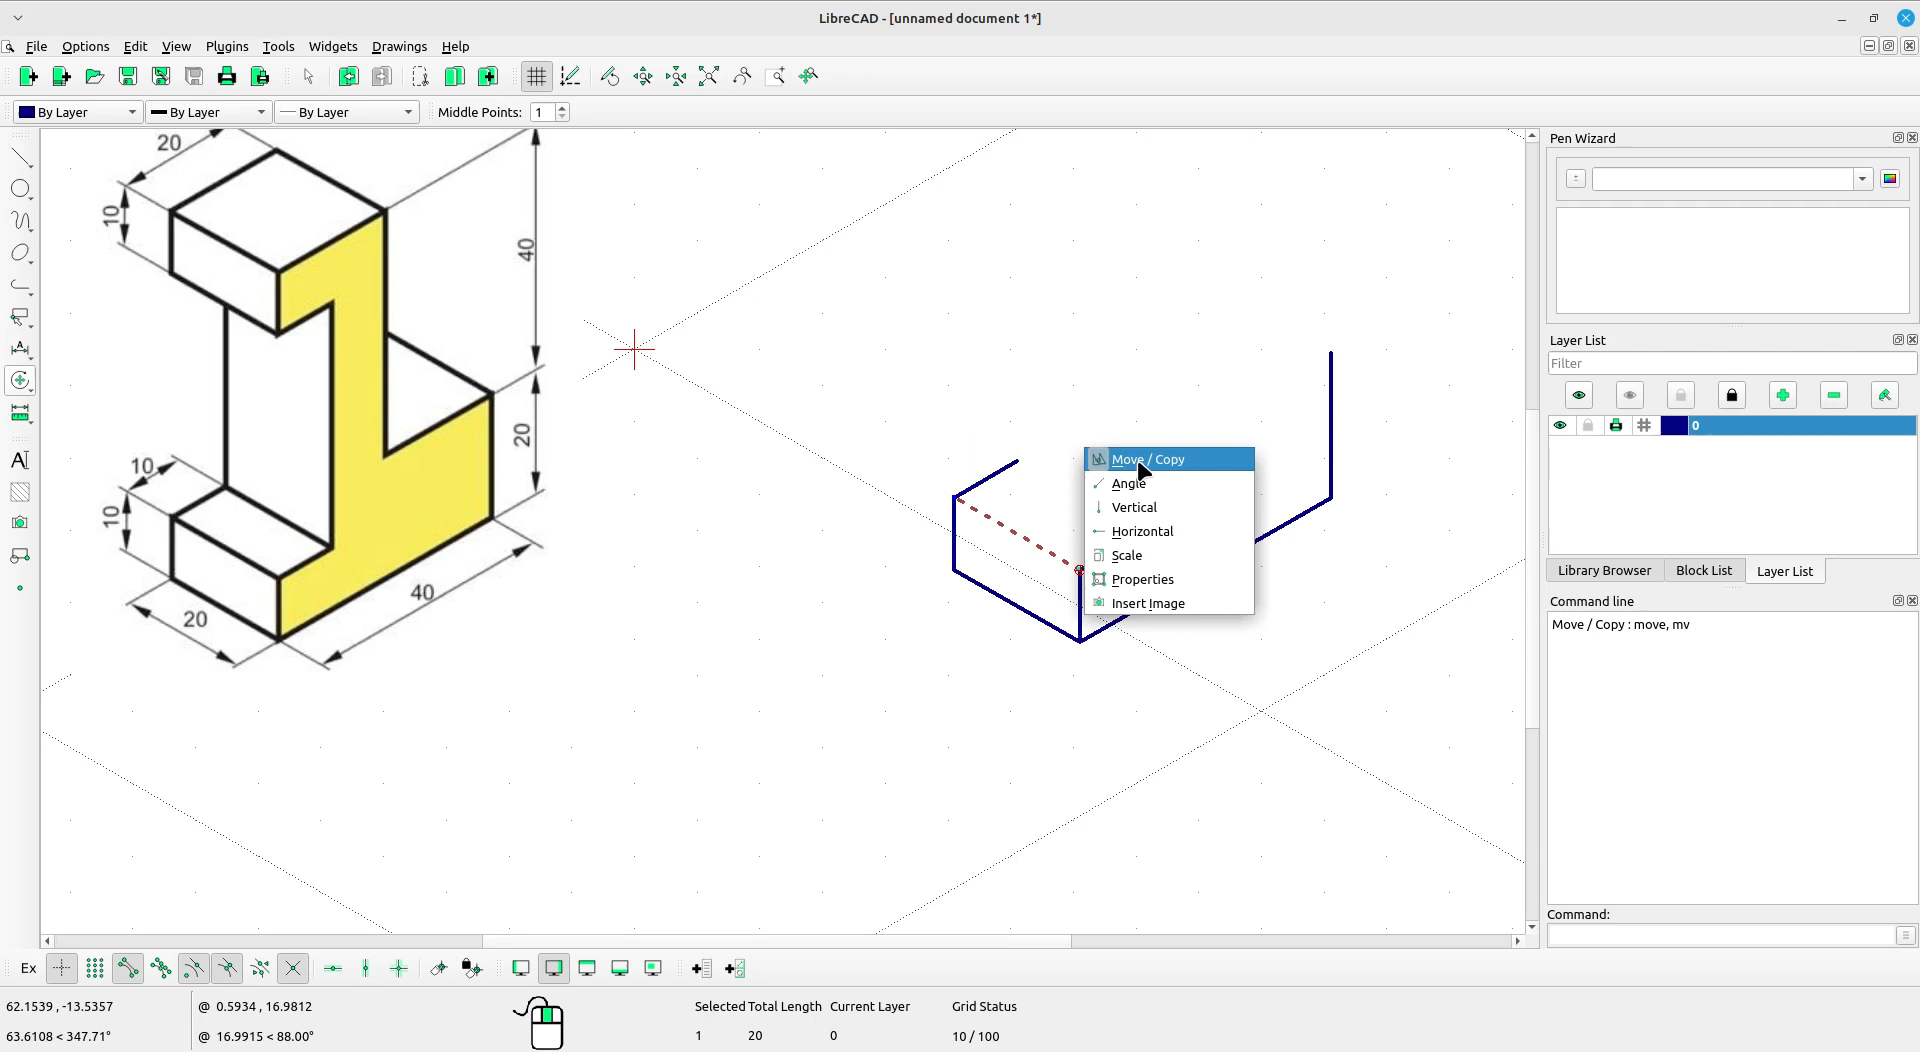 LibreCAD - [unnamed document 1*]
File Options Edit View Plugins Tools Widgets Drawings Help
By Layer By Layer By Layer Middle Points: 1
Pen Wizard
20
10
40
20
10
10
20
40
Move / Copy
Angle
Vertical
Horizontal
Scale
Properties
Insert Image
Layer List
Filter
0
Library Browser Block List Layer List
Command line
Move / Copy : move, mv
Command:
Ex
62.1539 , -13.5357 @ 0.5934 , 16.9812 Selected Total Length Current Layer Grid Status
63.6108 < 347.71° @ 16.9915 < 88.00° 1 20 0 10 / 100